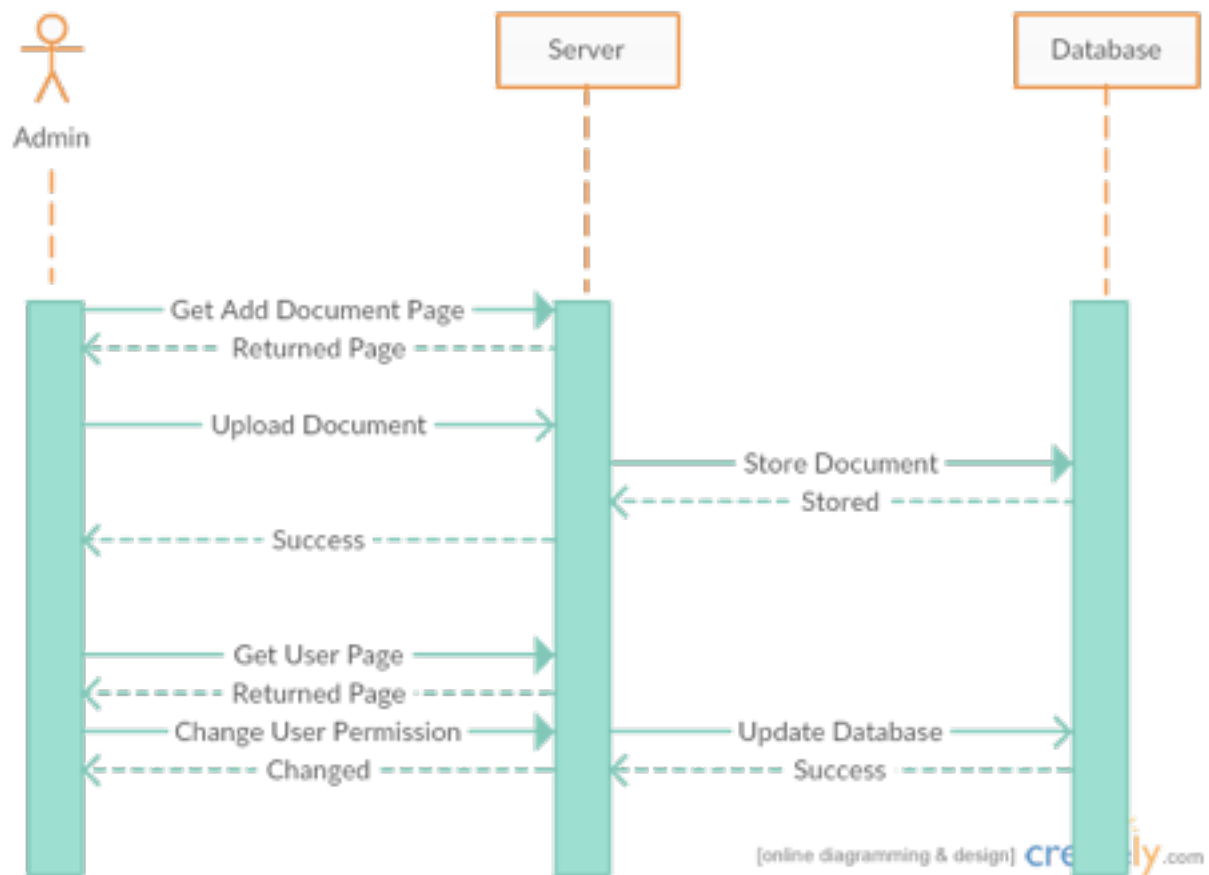 Server
Database
Admin
Get Add Document Page
Returned Page
Upload Document
Store Document
Stored
Success
Get User Page
Returned Page
Change User Permission
Update Database
Changed
Success
[online diagramming & design]
.com